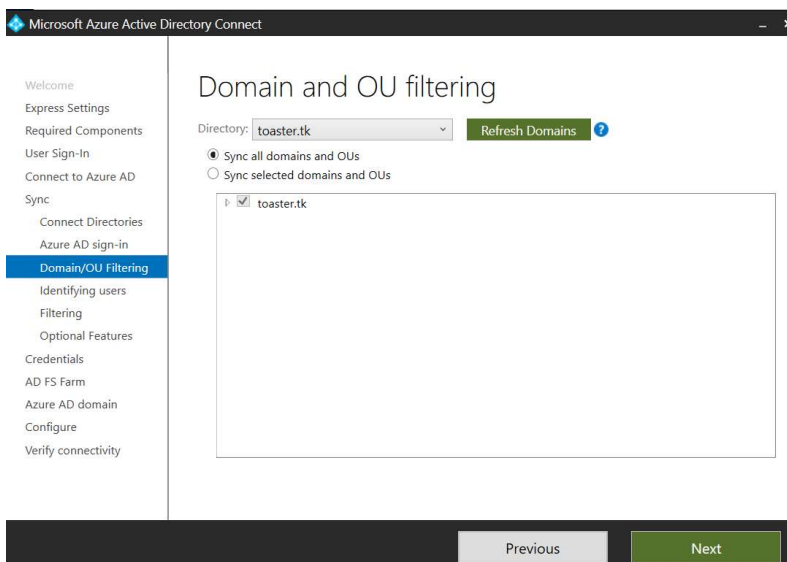 Microsoft Azure Active Directory Connect
Welcome
Express Settings
Required Components
User Sign-In
Connect to Azure AD
Sync
Connect Directories
Azure AD sign-in
Domain/OU Filtering
Identifying users
Filtering
Optional Features
Credentials
AD FS Farm
Azure AD domain
Configure
Verify connectivity
Domain and OU filtering
Directory: toaster.tk Refresh Domains ?
Sync all domains and OUs
Sync selected domains and OUs
toaster.tk
Previous Next